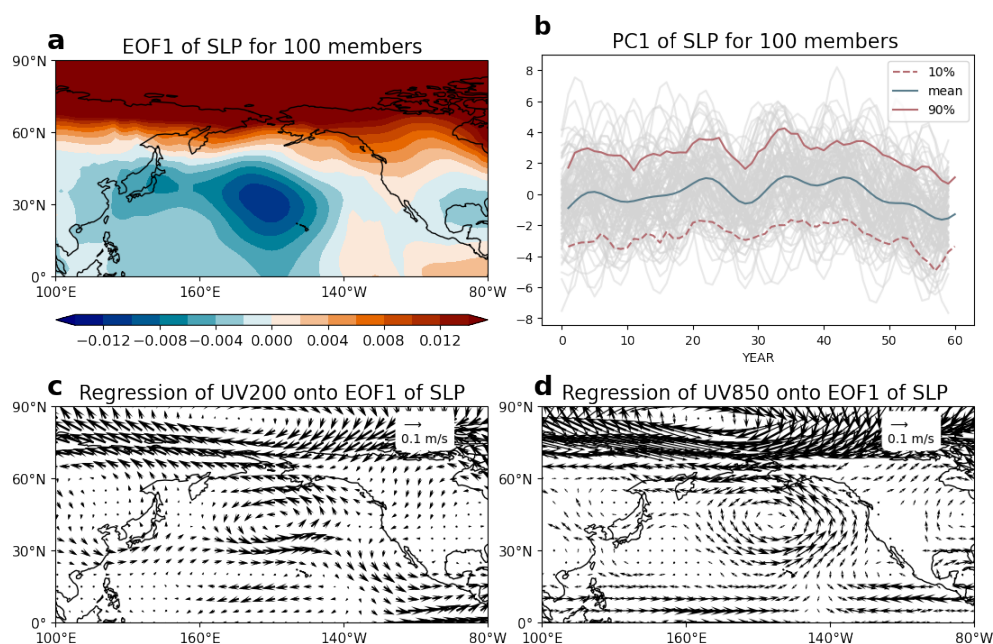 a
EOF1 of SLP for 100 members
90°N
60°N
30°N
0°
100°E
160°E
140°W
80°W
−0.012
−0.008
−0.004
0.000
0.004
0.008
0.012
b
PC1 of SLP for 100 members
10%
mean
90%
8
6
4
2
0
−2
−4
−6
−8
0
10
20
30
40
50
60
YEAR
c
Regression of UV200 onto EOF1 of SLP
0.1 m/s
90°N
60°N
30°N
0°
100°E
160°E
140°W
80°W
d
Regression of UV850 onto EOF1 of SLP
0.1 m/s
90°N
60°N
30°N
0°
100°E
160°E
140°W
80°W